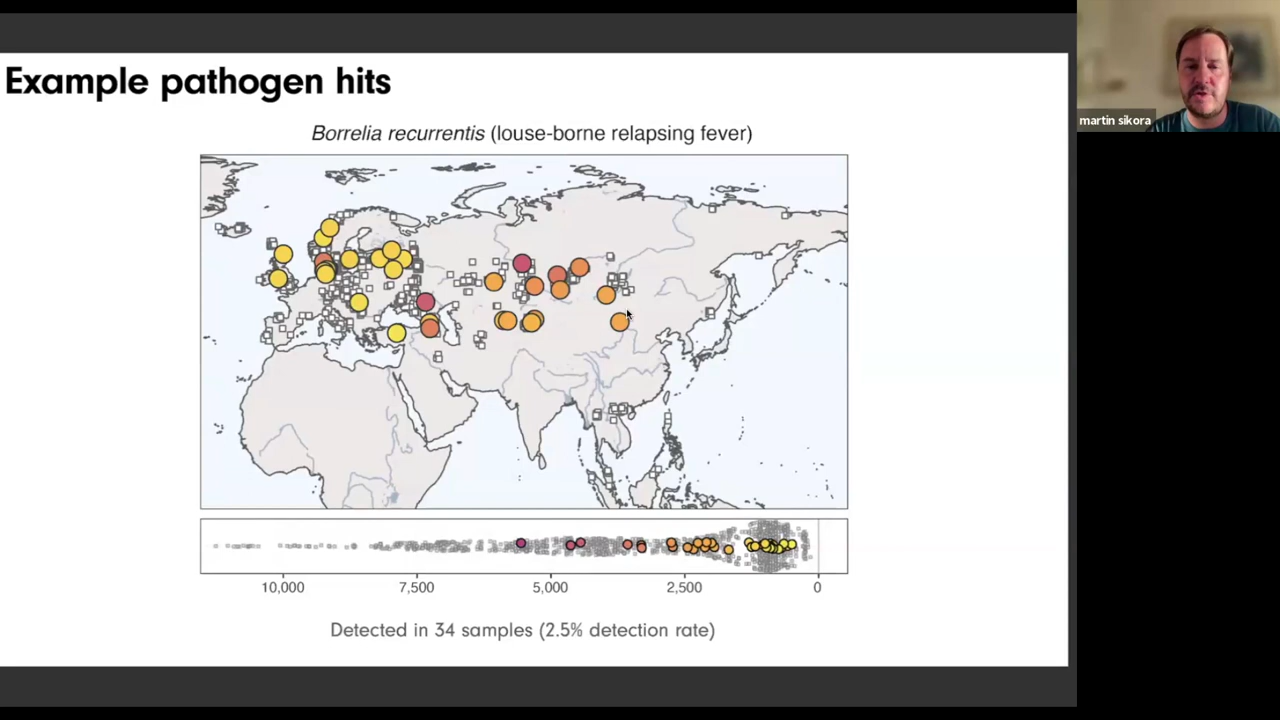 Example pathogen hits
Borrelia recurrentis (louse-borne relapsing fever)
10,000 7,500 5,000 2,500 0
Detected in 34 samples (2.5% detection rate)
martin sikora